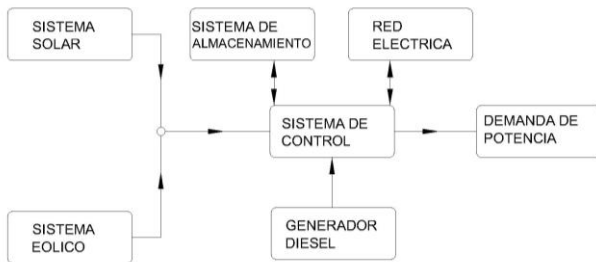 SISTEMA
SOLAR
SISTEMA DE
ALMACENAMIENTO
RED
ELECTRICA
SISTEMA DE
CONTROL
DEMANDA DE
POTENCIA
SISTEMA
EOLICO
GENERADOR
DIESEL